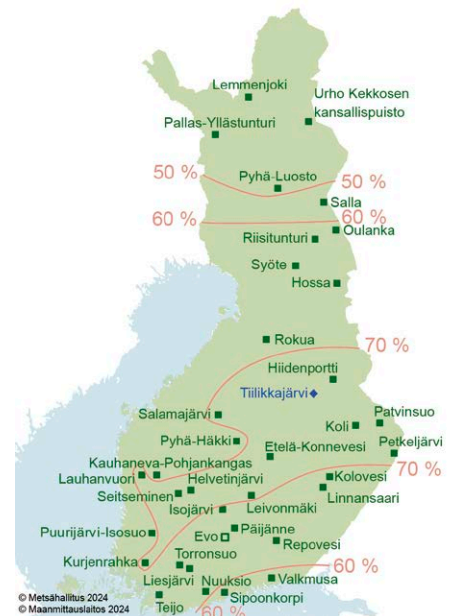 Lemmenjoki
Urho Kekkosen
kansallispuisto
Pallas-Yllästunturi
50 %
Pyhä-Luosto
50 %
Salla
60 %
60 %
Oulanka
Riisitunturi
Syöte
Hossa
Rokua
70 %
Hiidenportti
Tiilikkajärvi
Salamajärvi
Patvinsuo
Koli
Pyhä-Häkki
Petkeljärvi
Etelä-Konnevesi
Kauhaneva-Pohjankangas
70 %
Lauhanvuori
Helvetinjärvi
Kolovesi
Seitseminen
Linnansaari
Leivonmäki
Isojärvi
Puurijärvi-Isosuo
Päijänne
Evo
Repovesi
Kurjenrahka
Torronsuo
60 %
Liesjärvi
Nuuksio
Valkmusa
Sipoonkorpi
Teijo
60 %
© Metsähallitus 2024
© Maanmittauslaitos 2024